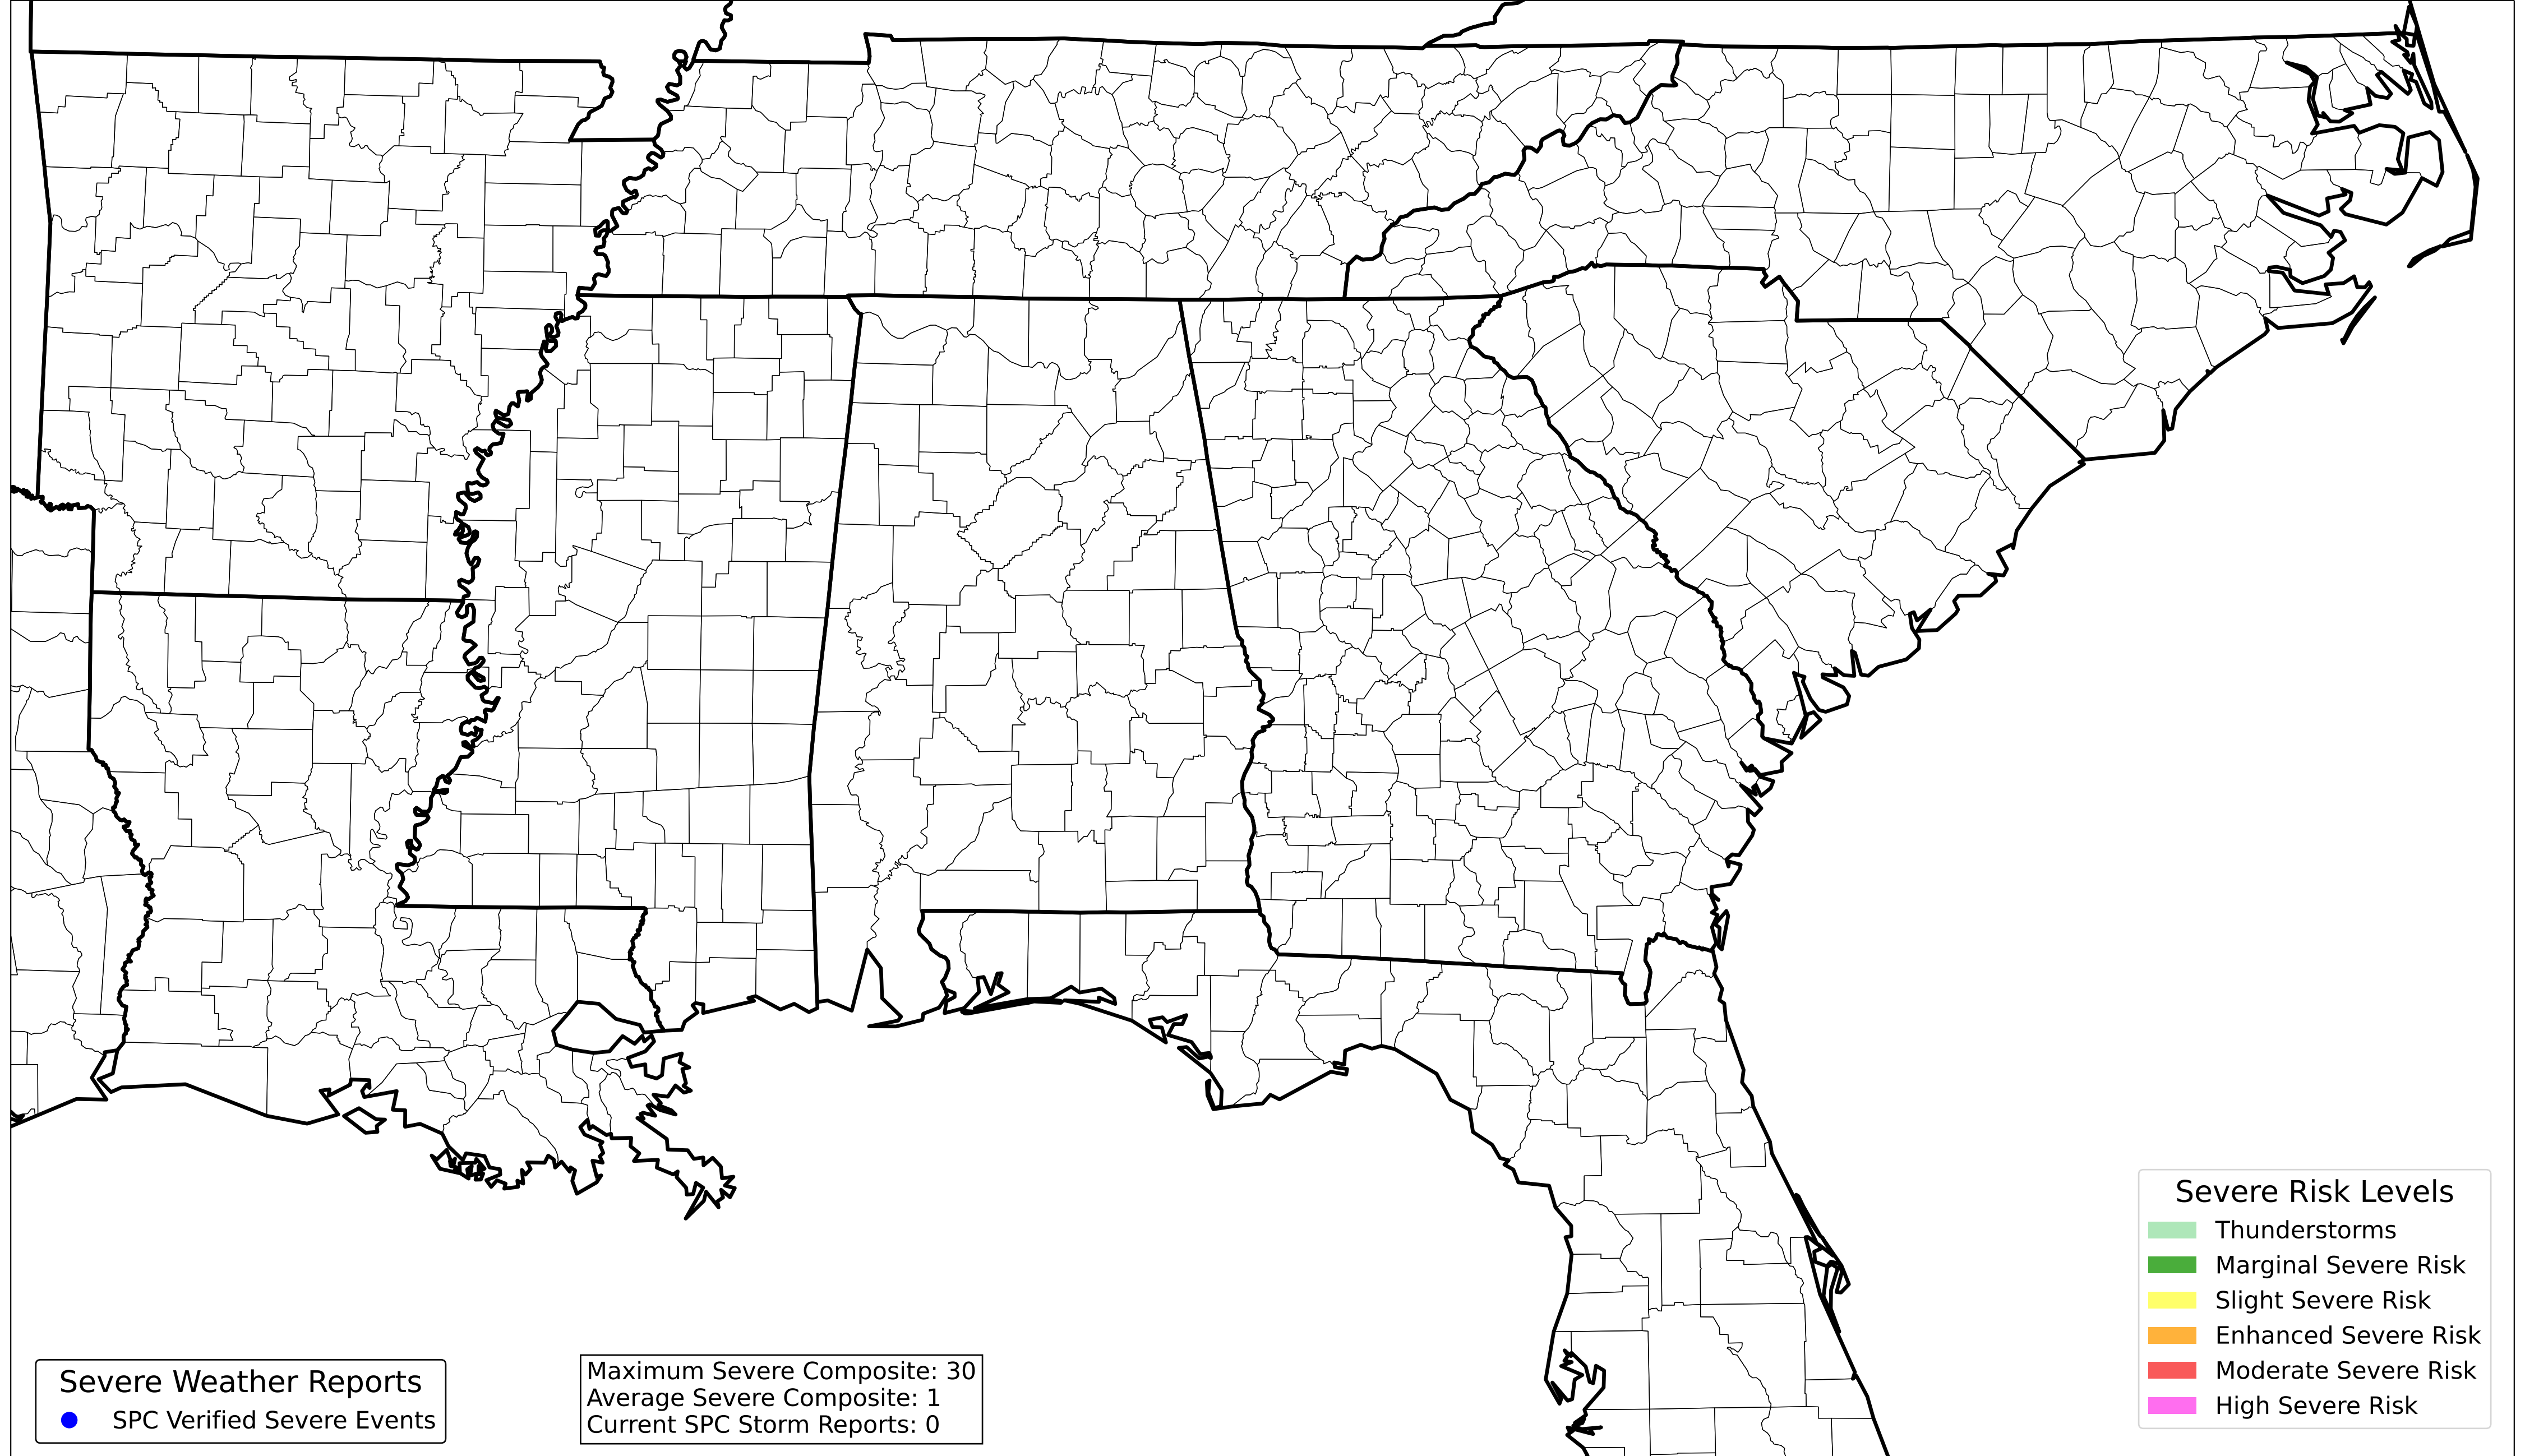 Severe Risk Levels
Thunderstorms
Marginal Severe Risk
Slight Severe Risk
Enhanced Severe Risk
Moderate Severe Risk
High Severe Risk
Severe Weather Reports
SPC Verified Severe Events
Maximum Severe Composite: 30
Average Severe Composite: 1
Current SPC Storm Reports: 0